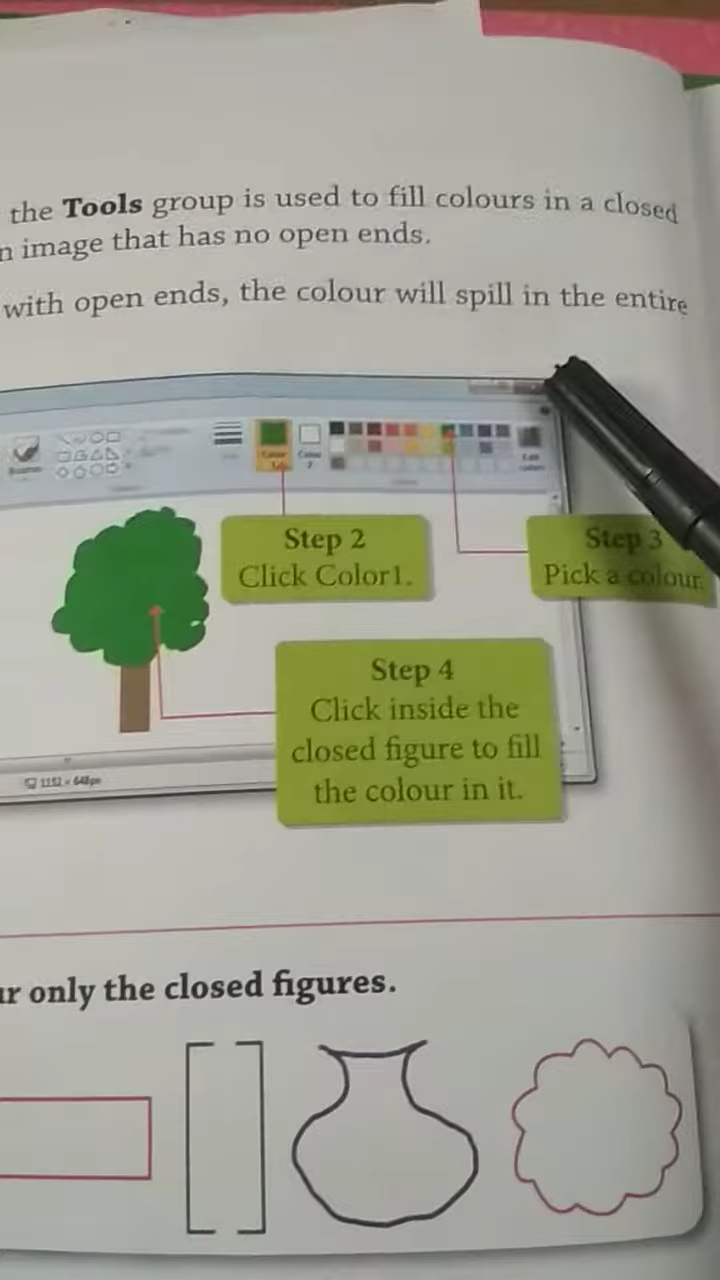 the Tools group is used to fill colours in a closed
image that has no open ends.
with open ends, the colour will spill in the entire
Step 2
Click Color1.
Step 3
Pick a colour.
Step 4
Click inside the
closed figure to fill
the colour in it.
1152 × 648px
only the closed figures.